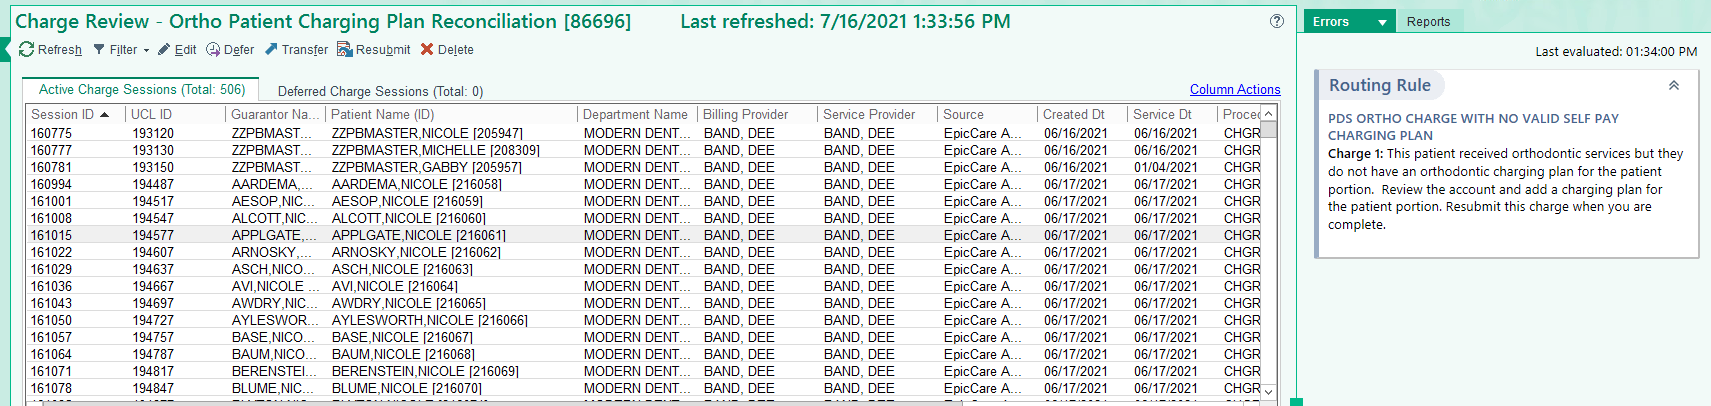 Charge Review - Ortho Patient Charging Plan Reconciliation [86696] Last refreshed: 7/16/2021 1:33:56 PM
Refresh Filter Edit Defer Transfer Resubmit Delete
Active Charge Sessions (Total: 506) Deferred Charge Sessions (Total: 0) Column Actions
Session ID UCL ID Guarantor Na... Patient Name (ID) Department Name Billing Provider Service Provider Source Created Dt Service Dt Proced
160775 193120 ZZPBMAST... ZZPBMASTER,NICOLE [205947] MODERN DENT... BAND, DEE BAND, DEE EpicCare A... 06/16/2021 06/16/2021 CHGR
160777 193130 ZZPBMAST... ZZPBMASTER,MICHELLE [208309] MODERN DENT... BAND, DEE BAND, DEE EpicCare A... 06/16/2021 06/16/2021 CHGR
160781 193150 ZZPBMAST... ZZPBMASTER,GABBY [205957] MODERN DENT... BAND, DEE BAND, DEE EpicCare A... 06/16/2021 01/04/2021 CHGR
160994 194487 AARDEMA,... AARDEMA,NICOLE [216058] MODERN DENT... BAND, DEE BAND, DEE EpicCare A... 06/17/2021 06/17/2021 CHGR
161001 194517 AESOP,NIC... AESOP,NICOLE [216059] MODERN DENT... BAND, DEE BAND, DEE EpicCare A... 06/17/2021 06/17/2021 CHGR
161008 194547 ALCOTT,NI... ALCOTT,NICOLE [216060] MODERN DENT... BAND, DEE BAND, DEE EpicCare A... 06/17/2021 06/17/2021 CHGR
161015 194577 APPLGATE,... APPLGATE,NICOLE [216061] MODERN DENT... BAND, DEE BAND, DEE EpicCare A... 06/17/2021 06/17/2021 CHGR
161022 194607 ARNOSKY,... ARNOSKY,NICOLE [216062] MODERN DENT... BAND, DEE BAND, DEE EpicCare A... 06/17/2021 06/17/2021 CHGR
161029 194637 ASCH,NICO... ASCH,NICOLE [216063] MODERN DENT... BAND, DEE BAND, DEE EpicCare A... 06/17/2021 06/17/2021 CHGR
161036 194667 AVI,NICOLE ... AVI,NICOLE [216064] MODERN DENT... BAND, DEE BAND, DEE EpicCare A... 06/17/2021 06/17/2021 CHGR
161043 194697 AWDRY,NIC... AWDRY,NICOLE [216065] MODERN DENT... BAND, DEE BAND, DEE EpicCare A... 06/17/2021 06/17/2021 CHGR
161050 194727 AYLESWOR... AYLESWORTH,NICOLE [216066] MODERN DENT... BAND, DEE BAND, DEE EpicCare A... 06/17/2021 06/17/2021 CHGR
161057 194757 BASE,NICO... BASE,NICOLE [216067] MODERN DENT... BAND, DEE BAND, DEE EpicCare A... 06/17/2021 06/17/2021 CHGR
161064 194787 BAUM,NICO... BAUM,NICOLE [216068] MODERN DENT... BAND, DEE BAND, DEE EpicCare A... 06/17/2021 06/17/2021 CHGR
161071 194817 BERENSTEI... BERENSTEIN,NICOLE [216069] MODERN DENT... BAND, DEE BAND, DEE EpicCare A... 06/17/2021 06/17/2021 CHGR
161078 194847 BLUME,NIC... BLUME,NICOLE [216070] MODERN DENT... BAND, DEE BAND, DEE EpicCare A... 06/17/2021 06/17/2021 CHGR
Errors Reports
Last evaluated: 01:34:00 PM
Routing Rule
PDS ORTHO CHARGE WITH NO VALID SELF PAY
CHARGING PLAN
Charge 1: This patient received orthodontic services but they
do not have an orthodontic charging plan for the patient
portion. Review the account and add a charging plan for
the patient portion. Resubmit this charge when you are
complete.